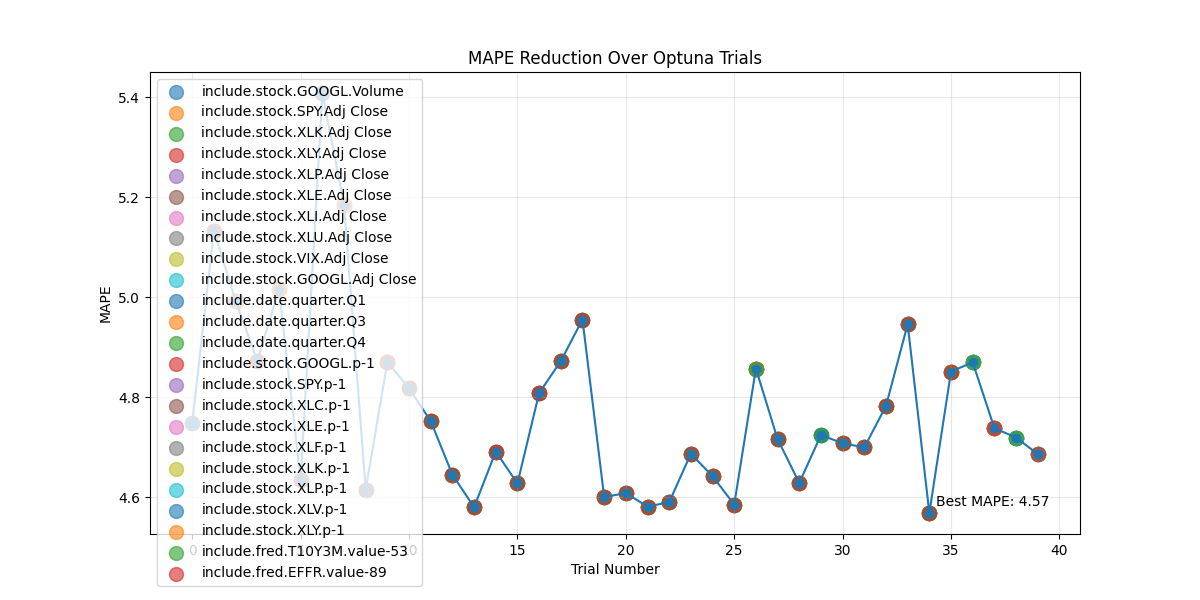 MAPE Reduction Over Optuna Trials
MAPE
5.4
5.2
5.0
4.8
4.6
include.stock.GOOGL.Volume
include.stock.SPY.Adj Close
include.stock.XLK.Adj Close
include.stock.XLY.Adj Close
include.stock.XLP.Adj Close
include.stock.XLE.Adj Close
include.stock.XLI.Adj Close
include.stock.XLU.Adj Close
include.stock.VIX.Adj Close
include.stock.GOOGL.Adj Close
include.date.quarter.Q1
include.date.quarter.Q3
include.date.quarter.Q4
include.stock.GOOGL.p-1
include.stock.SPY.p-1
include.stock.XLC.p-1
include.stock.XLE.p-1
include.stock.XLF.p-1
include.stock.XLK.p-1
include.stock.XLP.p-1
include.stock.XLV.p-1
include.stock.XLY.p-1
include.fred.T10Y3M.value-53
include.fred.EFFR.value-89
Best MAPE: 4.57
0 5 10 15 20 25 30 35 40
Trial Number